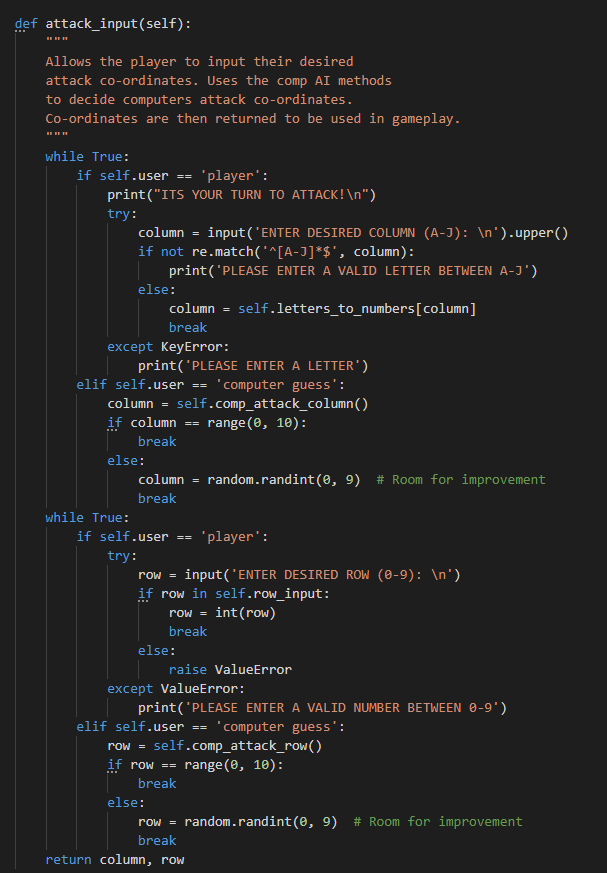 def attack_input(self):
    """
    Allows the player to input their desired
    attack co-ordinates. Uses the comp AI methods
    to decide computers attack co-ordinates.
    Co-ordinates are then returned to be used in gameplay.
    """
    while True:
        if self.user == 'player':
            print("ITS YOUR TURN TO ATTACK!\n")
            try:
                column = input('ENTER DESIRED COLUMN (A-J): \n').upper()
                if not re.match('^[A-J]*$', column):
                    print('PLEASE ENTER A VALID LETTER BETWEEN A-J')
                else:
                    column = self.letters_to_numbers[column]
                    break
            except KeyError:
                print('PLEASE ENTER A LETTER')
        elif self.user == 'computer guess':
            column = self.comp_attack_column()
            if column == range(0, 10):
                break
            else:
                column = random.randint(0, 9)  # Room for improvement
                break
    while True:
        if self.user == 'player':
            try:
                row = input('ENTER DESIRED ROW (0-9): \n')
                if row in self.row_input:
                    row = int(row)
                    break
                else:
                    raise ValueError
            except ValueError:
                print('PLEASE ENTER A VALID NUMBER BETWEEN 0-9')
        elif self.user == 'computer guess':
            row = self.comp_attack_row()
            if row == range(0, 10):
                break
            else:
                row = random.randint(0, 9)  # Room for improvement
                break
    return column, row